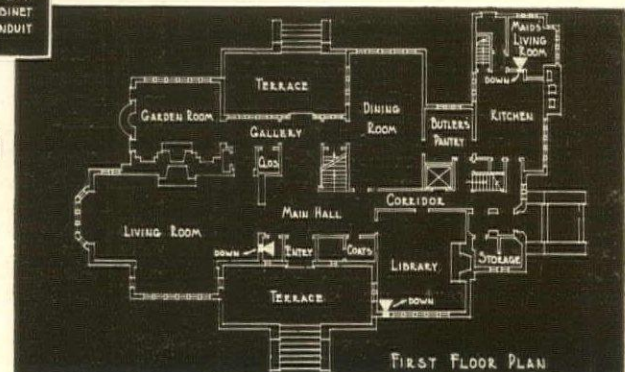 NDUIT
MAIDS
LIVING
ROOM
TERRACE
DOWN
GARDEN ROOM
DINING
ROOM
KITCHEN
GALLERY
BUTLERS
PANTRY
CLOS
CORRIDOR
MAIN HALL
LIVING ROOM
DOWN
ENTRY
COATS
LIBRARY
STORAGE
TERRACE
DOWN
FIRST FLOOR PLAN